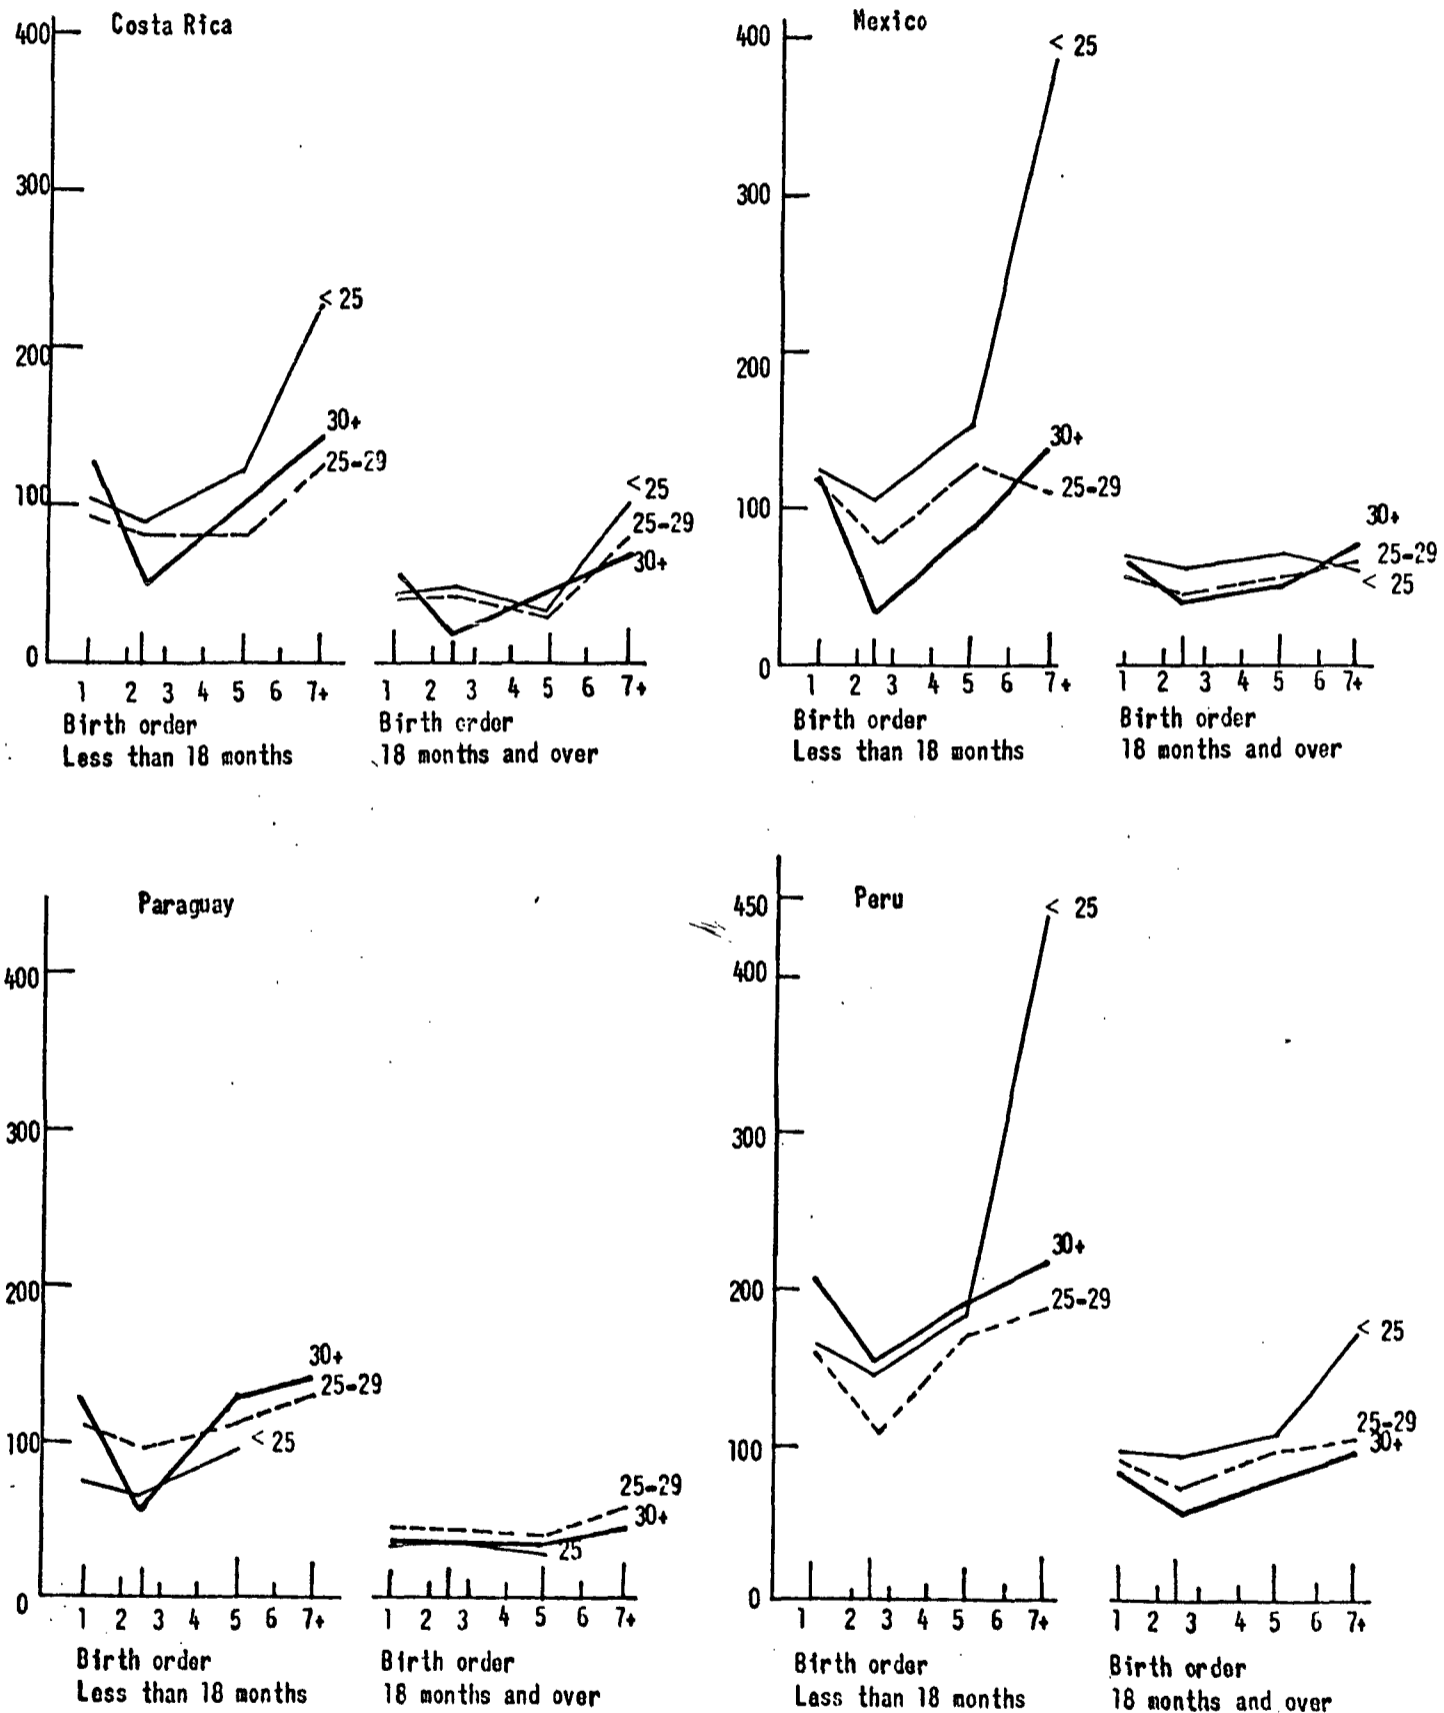 Costa Rica
400
300
200
100
0
< 25
30+
25-29
<25
25-29
30+
1 2 3 4 5 6 7+
Birth order
Less than 18 months
1 2 3 4 5 6 7+
Birth order
18 months and over
Mexico
400
300
200
100
0
< 25
30+
25-29
30+
25-29
< 25
1 2 3 4 5 6 7+
Birth order
Less than 18 months
1 2 3 4 5 6 7+
Birth order
18 months and over
Paraguay
400
300
200
100
0
30+
25-29
< 25
25-29
30+
25
1 2 3 4 5 6 7+
Birth order
Less than 18 months
1 2 3 4 5 6 7+
Birth order
18 months and over
Peru
450
400
300
200
100
0
< 25
30+
25-29
< 25
25-29
30+
1 2 3 4 5 6 7+
Birth order
Less than 18 months
1 2 3 4 5 6 7+
Birth order
18 months and over